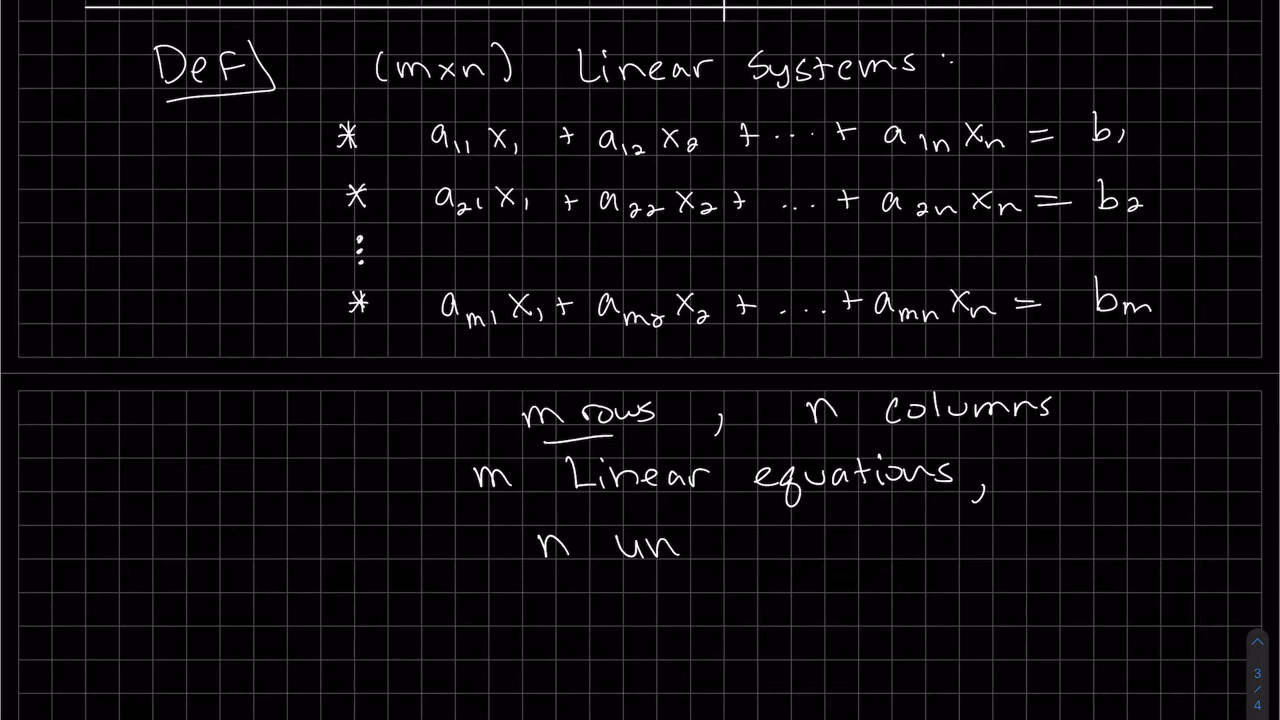 Def) (m×n) Linear Systems:
* a₁₁ x₁ + a₁₂ x₂ + ... + a₁ₙ xₙ = b₁
* a₂₁ x₁ + a₂₂ x₂ + ... + a₂ₙ xₙ = b₂
⋮
* aₘ₁ x₁ + aₘ₂ x₂ + ... + aₘₙ xₙ = bₘ
m rows, n columns
m Linear equations,
n un
3
/
4